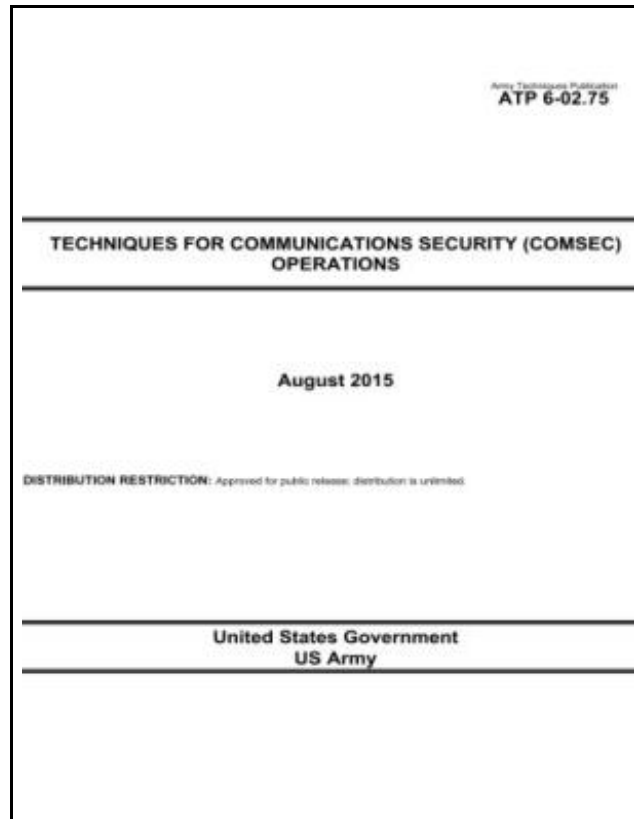 Army Techniques Publication
ATP 6-02.75
TECHNIQUES FOR COMMUNICATIONS SECURITY (COMSEC)
OPERATIONS
August 2015
DISTRIBUTION RESTRICTION: Approved for public release; distribution is unlimited.
United States Government
US Army